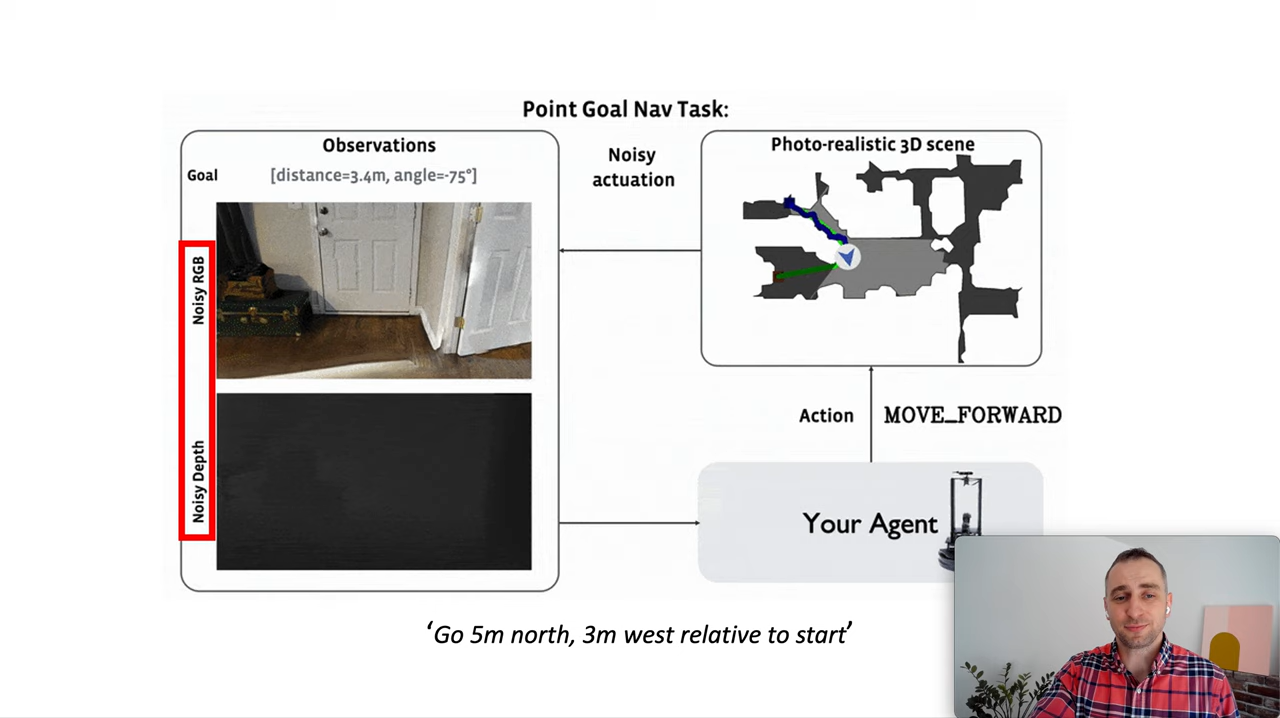 Point Goal Nav Task:
Observations
Goal
[distance=3.4m, angle=-75°]
Noisy RGB
Noisy Depth
Noisy
actuation
Photo-realistic 3D scene
Action
MOVE_FORWARD
Your Agent
‘Go 5m north, 3m west relative to start’